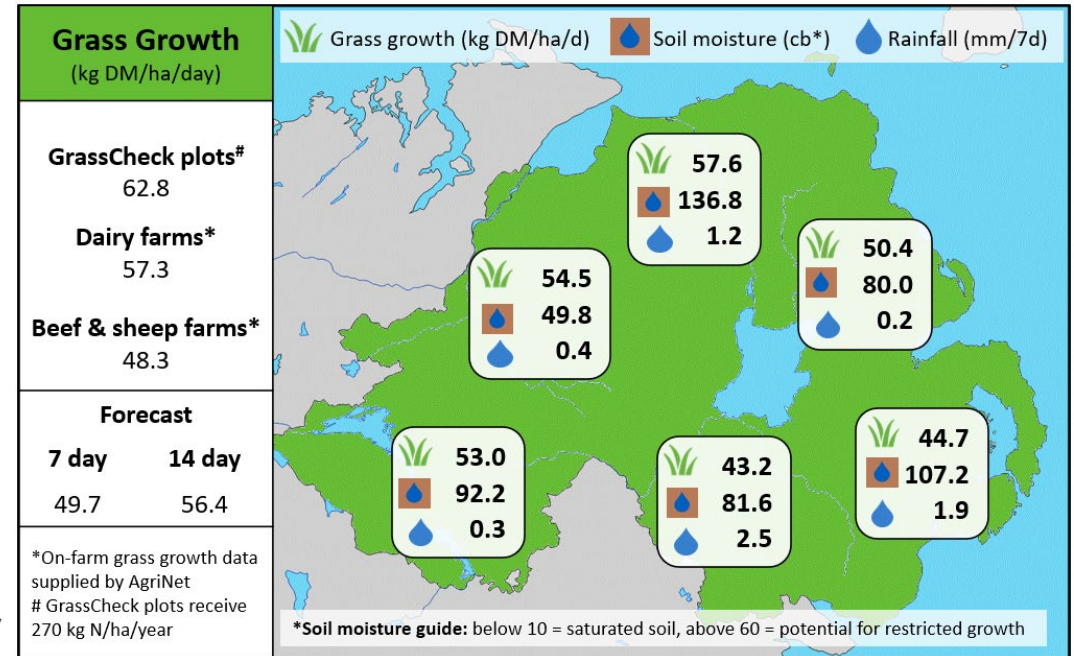 Grass Growth
(kg DM/ha/day)
GrassCheck plots#
62.8
Dairy farms*
57.3
Beef & sheep farms*
48.3
Forecast
7 day 14 day
49.7 56.4
*On-farm grass growth data
supplied by AgriNet
# GrassCheck plots receive
270 kg N/ha/year
Grass growth (kg DM/ha/d) Soil moisture (cb*) Rainfall (mm/7d)
57.6
136.8
1.2
50.4
80.0
0.2
54.5
49.8
0.4
53.0
92.2
0.3
43.2
81.6
2.5
44.7
107.2
1.9
*Soil moisture guide: below 10 = saturated soil, above 60 = potential for restricted growth